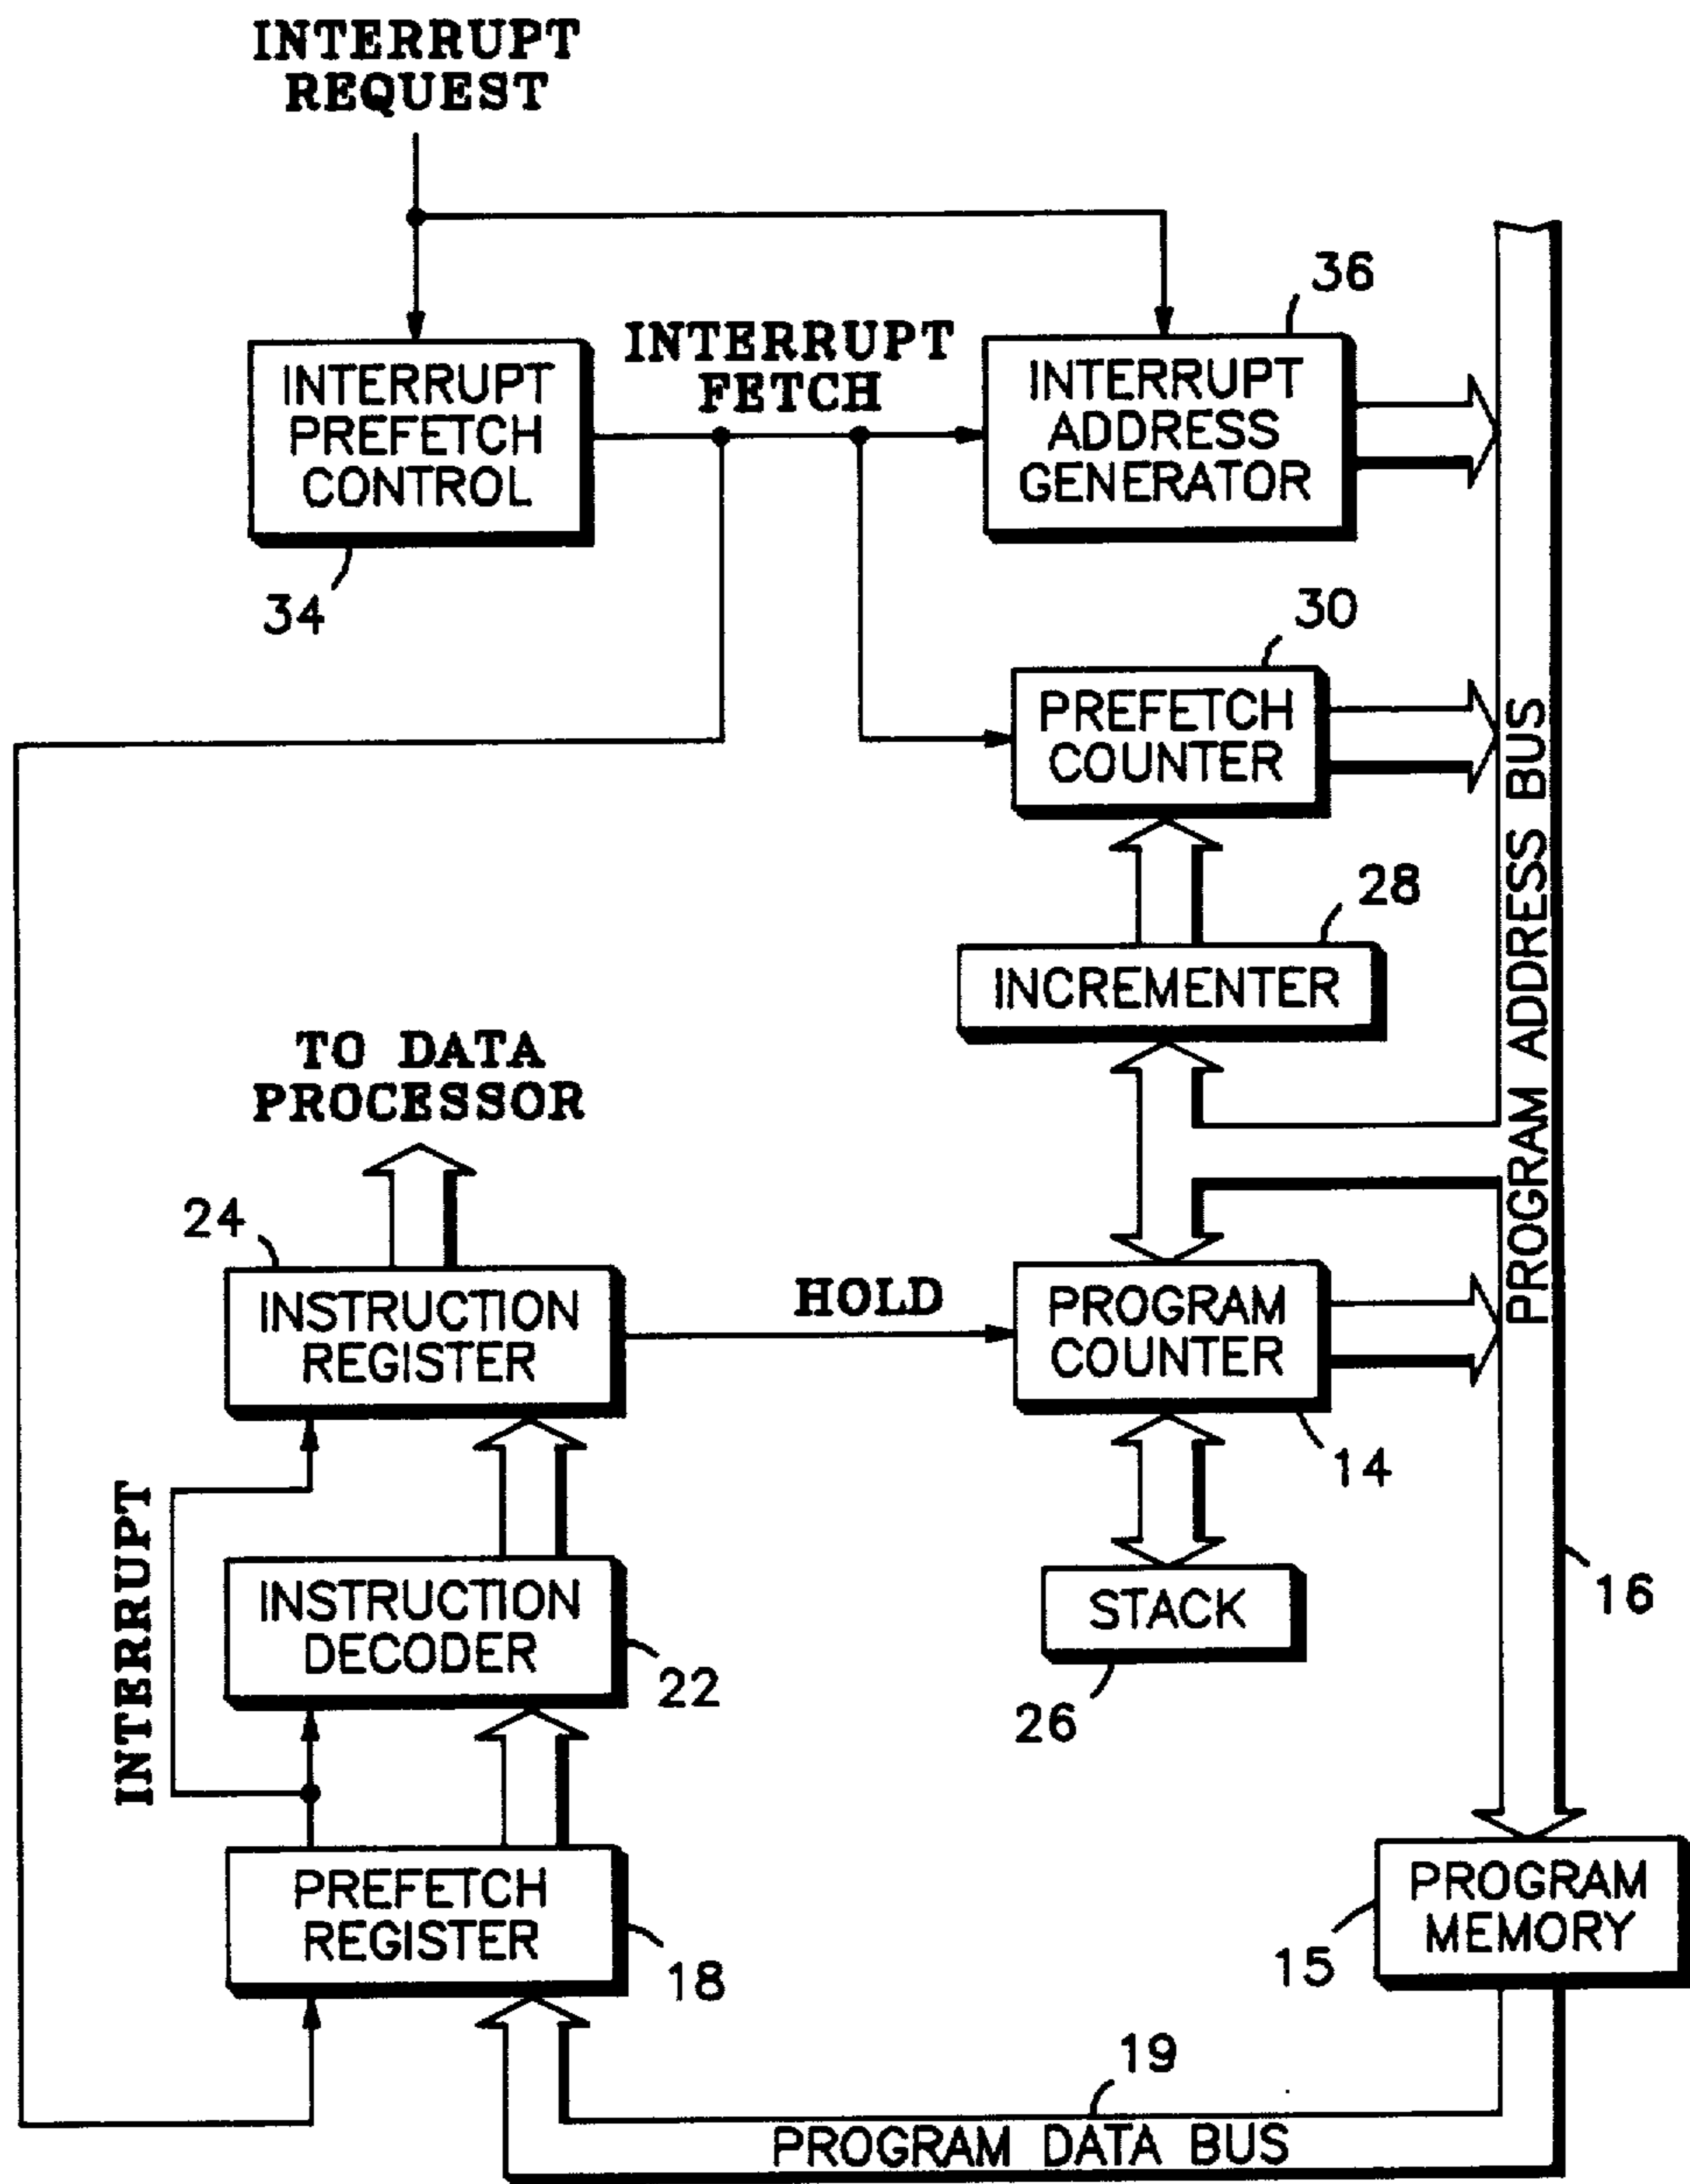 INTERRUPT
REQUEST
36
INTERRUPT
FETCH
INTERRUPT
PREFETCH
CONTROL
INTERRUPT
ADDRESS
GENERATOR
34
30
PREFETCH
COUNTER
PROGRAM ADDRESS BUS
28
INCREMENTER
TO DATA
PROCESSOR
24
INSTRUCTION
REGISTER
HOLD
PROGRAM
COUNTER
14
INTERRUPT
INSTRUCTION
DECODER
22
STACK
26
16
PREFETCH
REGISTER
18
PROGRAM
MEMORY
15
19
PROGRAM DATA BUS